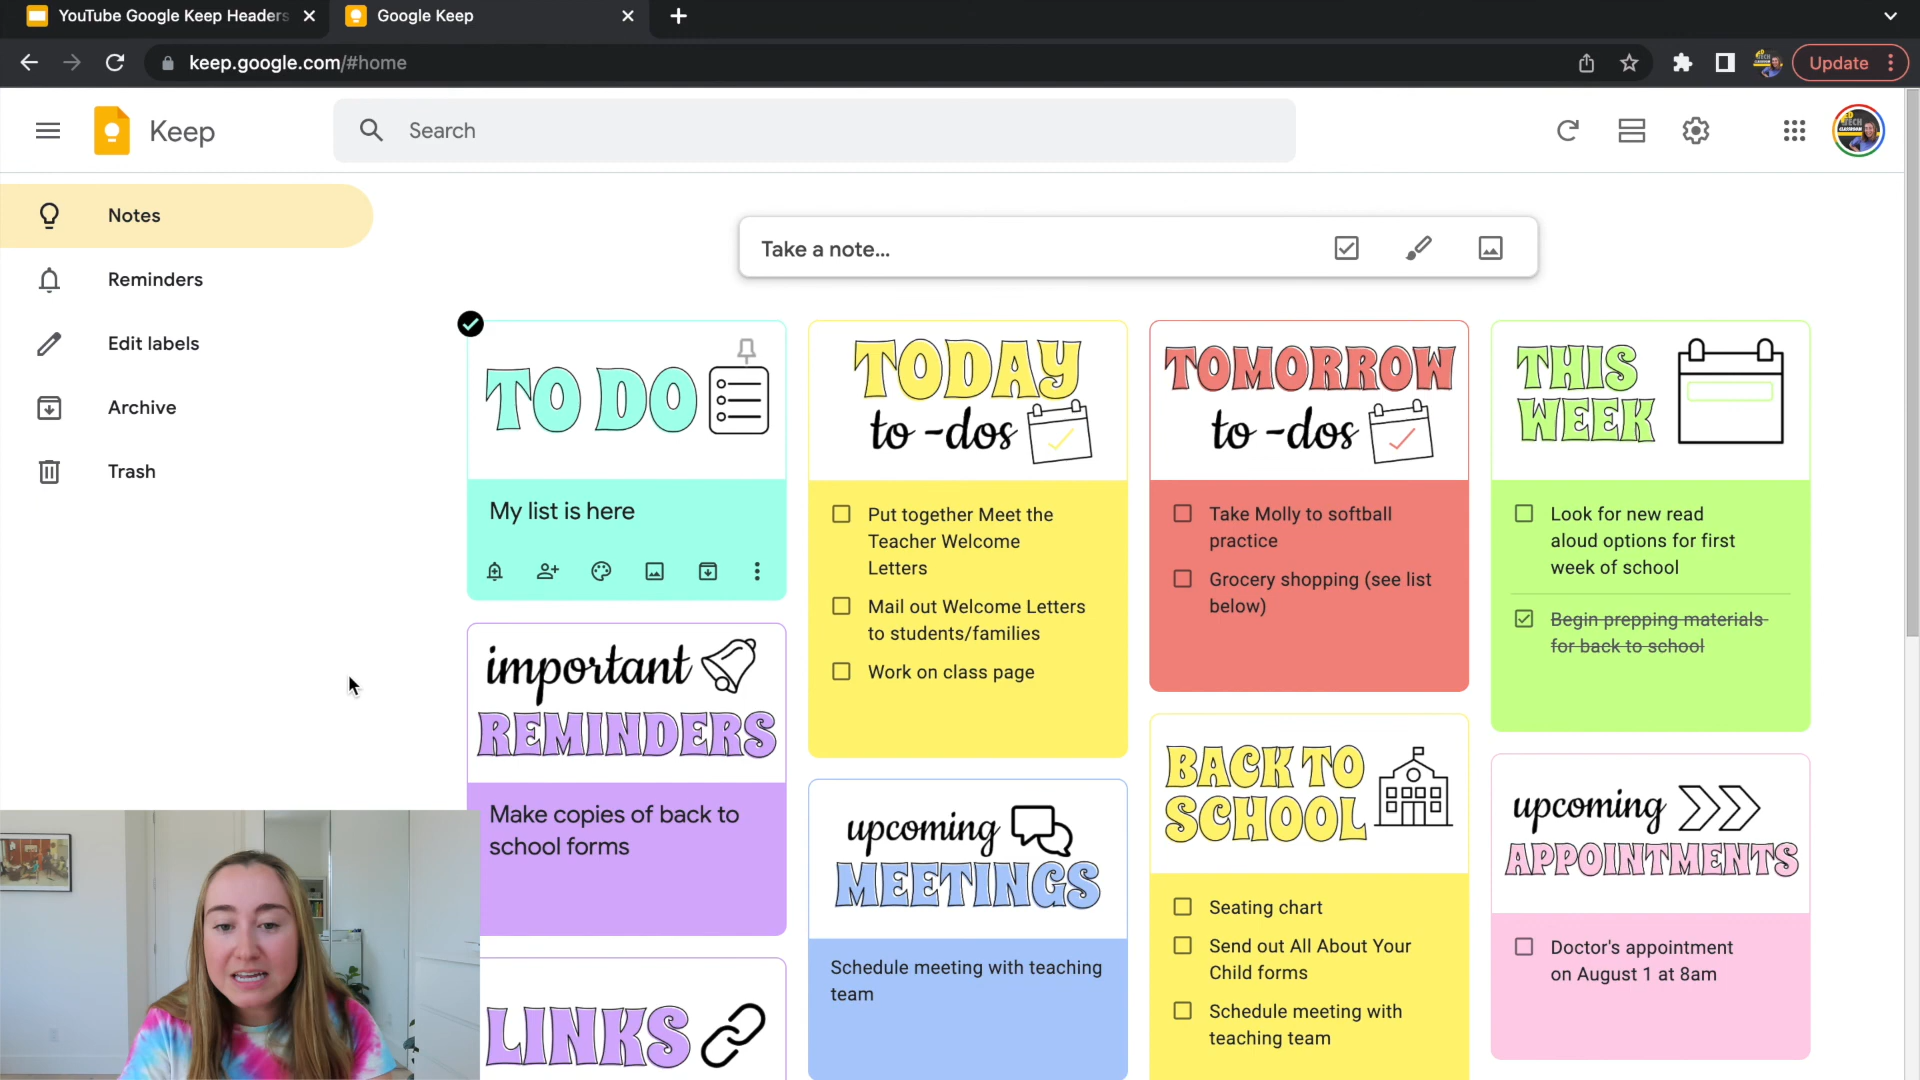 YouTube Google Keep Headers
Google Keep
keep.google.com/#home
Update
Keep
Search
Notes
Reminders
Edit labels
Archive
Trash
Take a note...
TO DO
My list is here
important
REMINDERS
Make copies of back to
school forms
LINKS
TODAY
to-dos
Put together Meet the
Teacher Welcome
Letters
Mail out Welcome Letters
to students/families
Work on class page
upcoming
MEETINGS
Schedule meeting with teaching
team
TOMORROW
to-dos
Take Molly to softball
practice
Grocery shopping (see list
below)
BACK TO
SCHOOL
Seating chart
Send out All About Your
Child forms
Schedule meeting with
teaching team
THIS
WEEK
Look for new read
aloud options for first
week of school
Begin prepping materials
for back to school
upcoming
APPOINTMENTS
Doctor's appointment
on August 1 at 8am